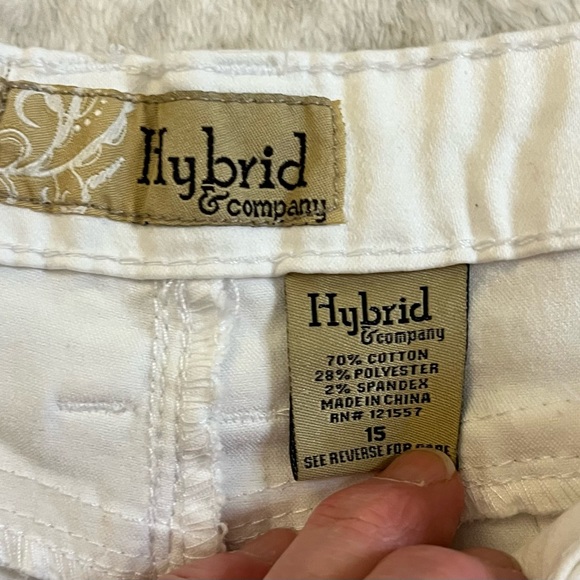 Hybrid
& company
Hybrid
& company
70% COTTON
28% POLYESTER
2% SPANDEX
MADE IN CHINA
RN# 121557
15
SEE REVERSE FOR CARE